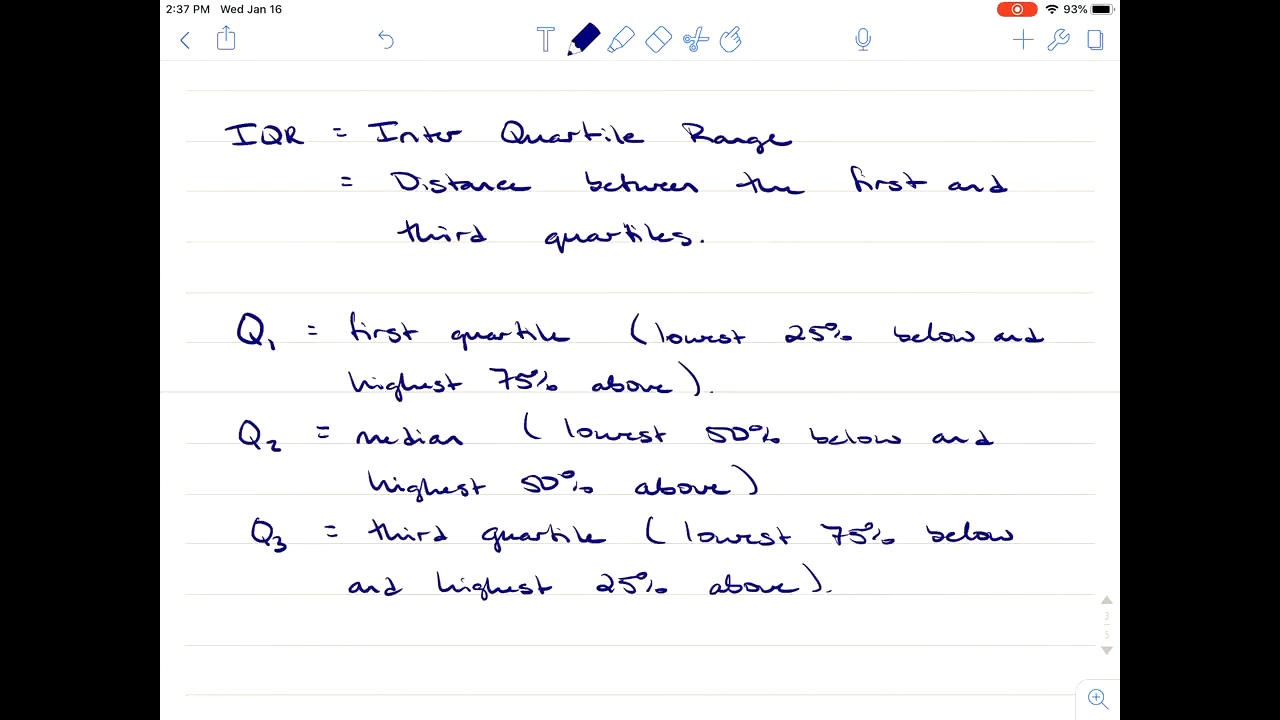 2:37 PM Wed Jan 16 93%
T
IQR = Inter Quartile Range
= Distance between the first and
third quartiles.
Q1 = first quartile (lowest 25% below and
highest 75% above).
Q2 = median (lowest 50% below and
highest 50% above)
Q3 = third quartile (lowest 75% below
and highest 25% above).
3
5